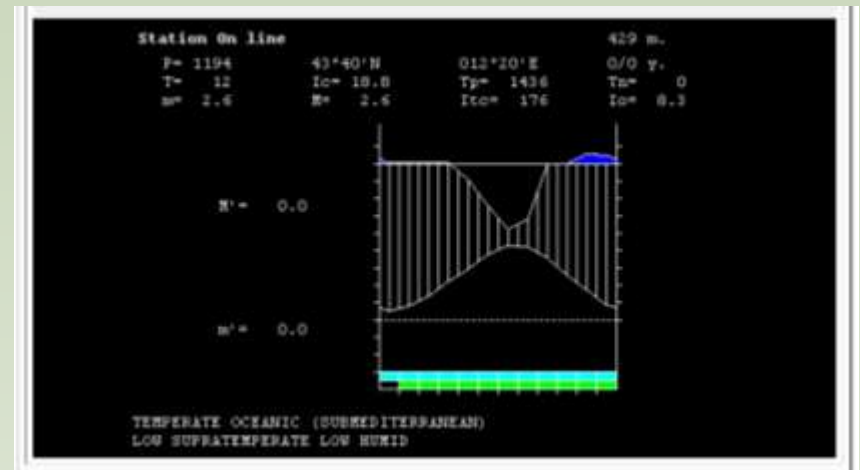 Station On line 429 m.
P= 1194 43°40'N 012°20'E 0/0 y.
T= 12 Ic= 18.8 Tp= 1436 Tn= 0
m= 2.6 M= 2.6 Itc= 176 Io= 8.3
M'= 0.0
m'= 0.0
TEMPERATE OCEANIC (SUBMEDITERRANEAN)
LOW SUPRATEMPERATE LOW HUMID